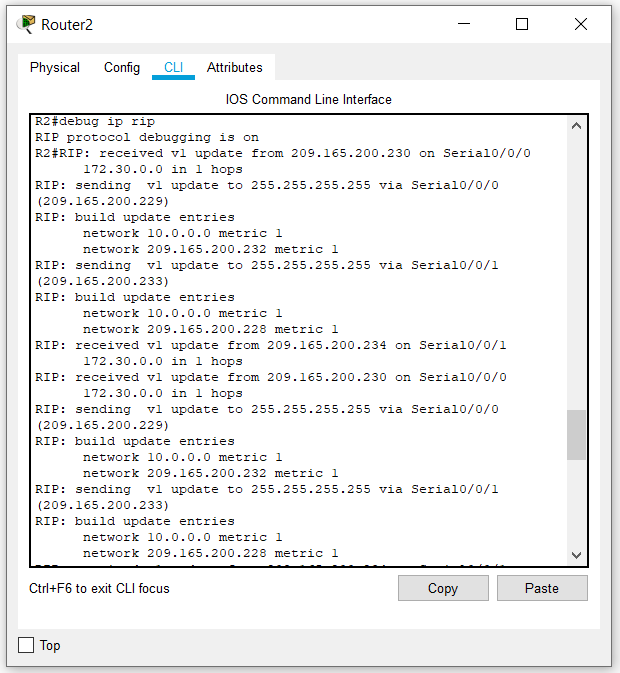 Router2
Physical Config CLI Attributes
IOS Command Line Interface
R2#debug ip rip
RIP protocol debugging is on
R2#RIP: received v1 update from 209.165.200.230 on Serial0/0/0
      172.30.0.0 in 1 hops
RIP: sending  v1 update to 255.255.255.255 via Serial0/0/0
(209.165.200.229)
RIP: build update entries
      network 10.0.0.0 metric 1
      network 209.165.200.232 metric 1
RIP: sending  v1 update to 255.255.255.255 via Serial0/0/1
(209.165.200.233)
RIP: build update entries
      network 10.0.0.0 metric 1
      network 209.165.200.228 metric 1
RIP: received v1 update from 209.165.200.234 on Serial0/0/1
      172.30.0.0 in 1 hops
RIP: received v1 update from 209.165.200.230 on Serial0/0/0
      172.30.0.0 in 1 hops
RIP: sending  v1 update to 255.255.255.255 via Serial0/0/0
(209.165.200.229)
RIP: build update entries
      network 10.0.0.0 metric 1
      network 209.165.200.232 metric 1
RIP: sending  v1 update to 255.255.255.255 via Serial0/0/1
(209.165.200.233)
RIP: build update entries
      network 10.0.0.0 metric 1
      network 209.165.200.228 metric 1
Ctrl+F6 to exit CLI focus
Copy Paste
Top